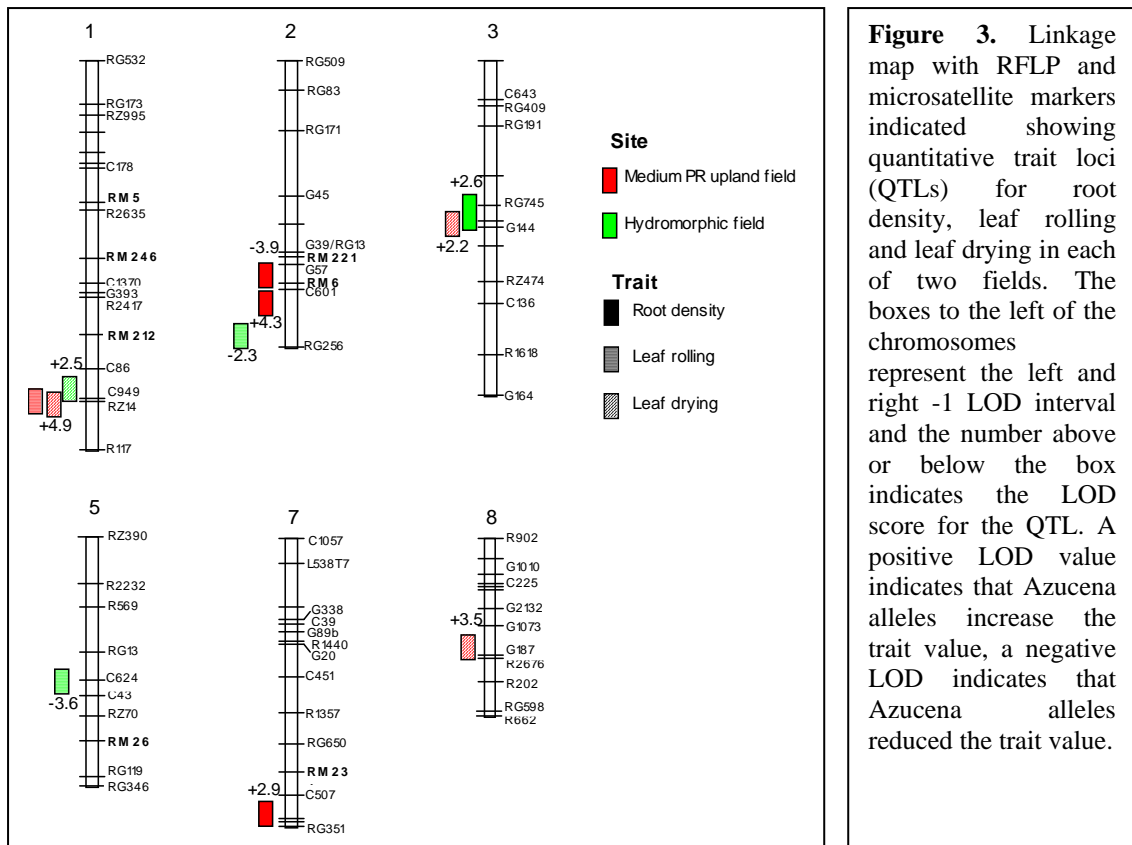 1
RG532
RG173
RZ995
C178
RM5
R2635
RM246
C1370
G393
R2417
RM212
+2.5
C86
C949
RZ14
+4.9
R117
2
RG509
RG83
RG171
G45
-3.9
G39/RG13
RM221
G57
RM6
C601
+4.3
-2.3
RG256
3
C643
RG409
RG191
+2.6
RG745
G144
+2.2
RZ474
C136
R1618
G164
Site
Medium PR upland field
Hydromorphic field
Trait
Root density
Leaf rolling
Leaf drying
5
RZ390
R2232
R569
RG13
C624
C43
-3.6
RZ70
RM26
RG119
RG346
7
C1057
L538T7
G338
C39
G89b
R1440
G20
C451
R1357
RG650
RM23
+2.9
C507
RG351
8
R902
G1010
C225
G2132
+3.5
G1073
G187
R2676
R202
RG598
R662
Figure 3. Linkage
map with RFLP and
microsatellite markers
indicated showing
quantitative trait loci
(QTLs) for root
density, leaf rolling
and leaf drying in each
of two fields. The
boxes to the left of the
chromosomes
represent the left and
right -1 LOD interval
and the number above
or below the box
indicates the LOD
score for the QTL. A
positive LOD value
indicates that Azucena
alleles increase the
trait value, a negative
LOD indicates that
Azucena alleles
reduced the trait value.